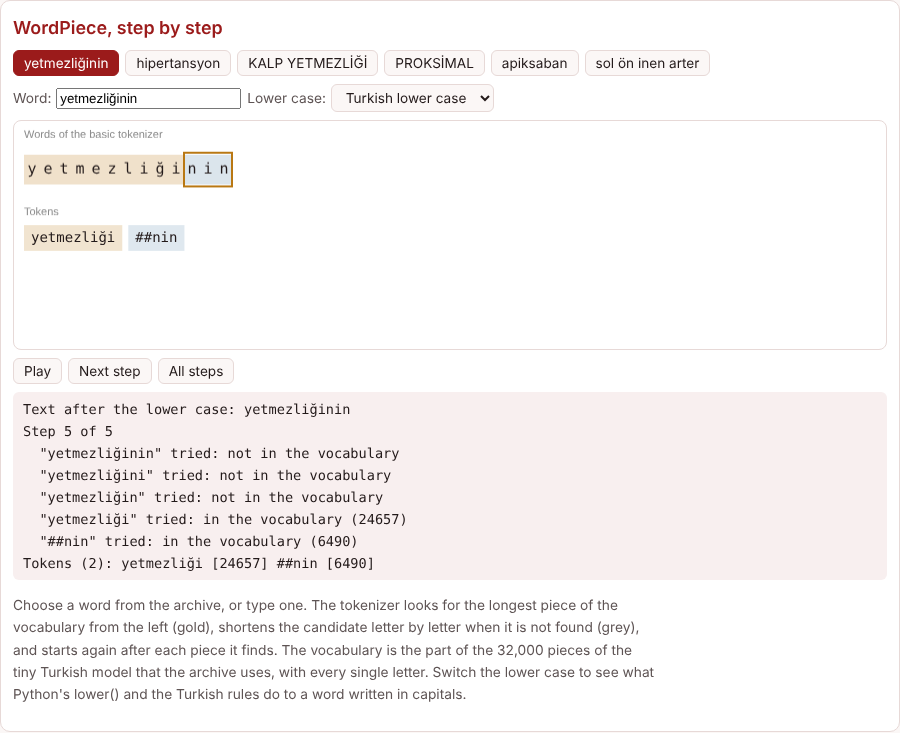 WordPiece, step by step
yetmezliğinin hipertansyon KALP YETMEZLİĞİ PROKSİMAL apiksaban sol ön inen arter
Word: yetmezliğinin Lower case: Turkish lower case
Words of the basic tokenizer
y e t m e z l i ğ i n i n
Tokens
yetmezliği ##nin
Play Next step All steps
Text after the lower case: yetmezliğinin
Step 5 of 5
"yetmezliğinin" tried: not in the vocabulary
"yetmezliğini" tried: not in the vocabulary
"yetmezliğin" tried: not in the vocabulary
"yetmezliği" tried: in the vocabulary (24657)
"##nin" tried: in the vocabulary (6490)
Tokens (2): yetmezliği [24657] ##nin [6490]
Choose a word from the archive, or type one. The tokenizer looks for the longest piece of the
vocabulary from the left (gold), shortens the candidate letter by letter when it is not found (grey),
and starts again after each piece it finds. The vocabulary is the part of the 32,000 pieces of the
tiny Turkish model that the archive uses, with every single letter. Switch the lower case to see what
Python's lower() and the Turkish rules do to a word written in capitals.